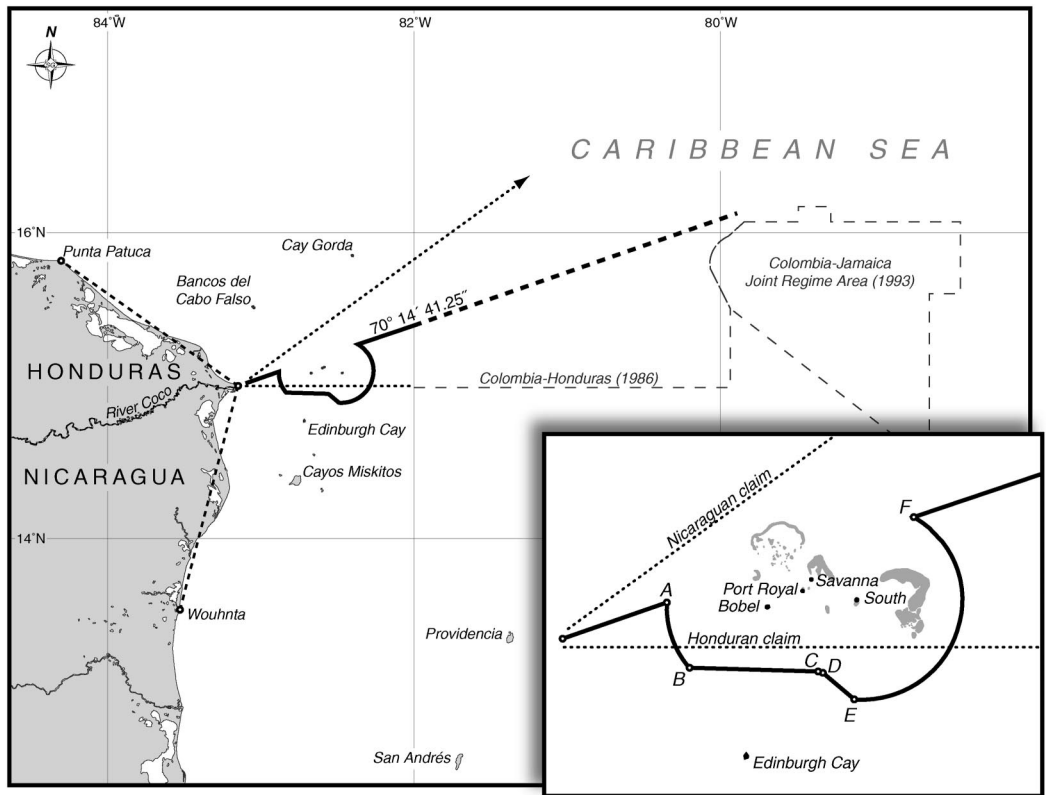 84°W
82°W
80°W
N
CARIBBEAN SEA
16°N
Punta Patuca
Cay Gorda
Bancos del
Cabo Falso
Colombia-Jamaica
Joint Regime Area (1993)
70° 14′ 41.25″
HONDURAS
Colombia-Honduras (1986)
River Coco
Edinburgh Cay
NICARAGUA
Cayos Miskitos
14°N
Wouhnta
Providencia
San Andrés
Nicaraguan claim
F
A
Savanna
Port Royal
South
Bobel
Honduran claim
B
C
D
E
Edinburgh Cay